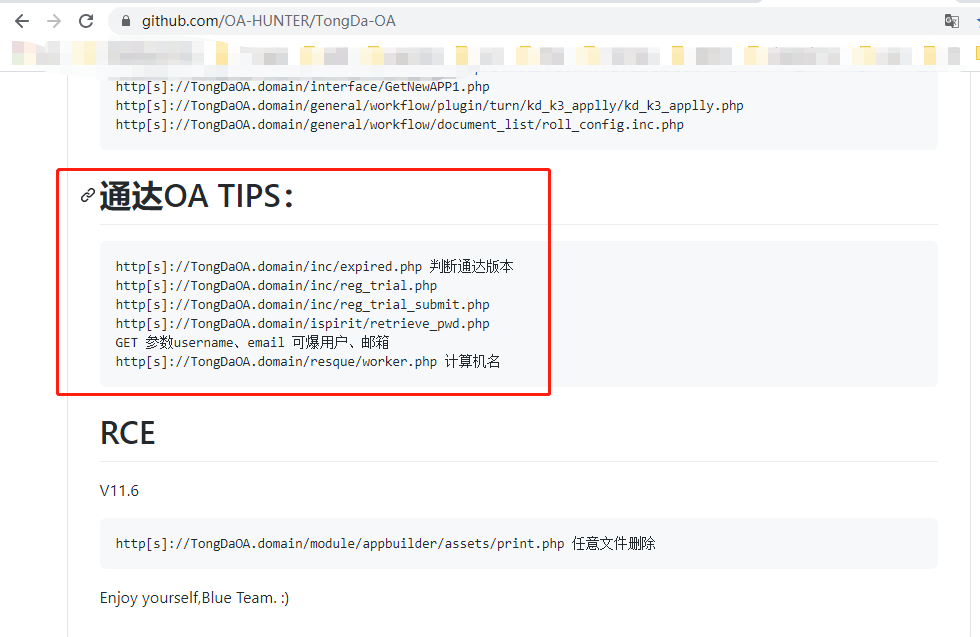 github.com/OA-HUNTER/TongDa-OA
http[s]://TongDaOA.domain/interface/GetNewAPP1.php
http[s]://TongDaOA.domain/general/workflow/plugin/turn/kd_k3_applly/kd_k3_applly.php
http[s]://TongDaOA.domain/general/workflow/document_list/roll_config.inc.php
通达OA TIPS：
http[s]://TongDaOA.domain/inc/expired.php 判断通达版本
http[s]://TongDaOA.domain/inc/reg_trial.php
http[s]://TongDaOA.domain/inc/reg_trial_submit.php
http[s]://TongDaOA.domain/ispirit/retrieve_pwd.php
GET 参数username、email 可爆用户、邮箱
http[s]://TongDaOA.domain/resque/worker.php 计算机名
RCE
V11.6
http[s]://TongDaOA.domain/module/appbuilder/assets/print.php 任意文件删除
Enjoy yourself,Blue Team. :)